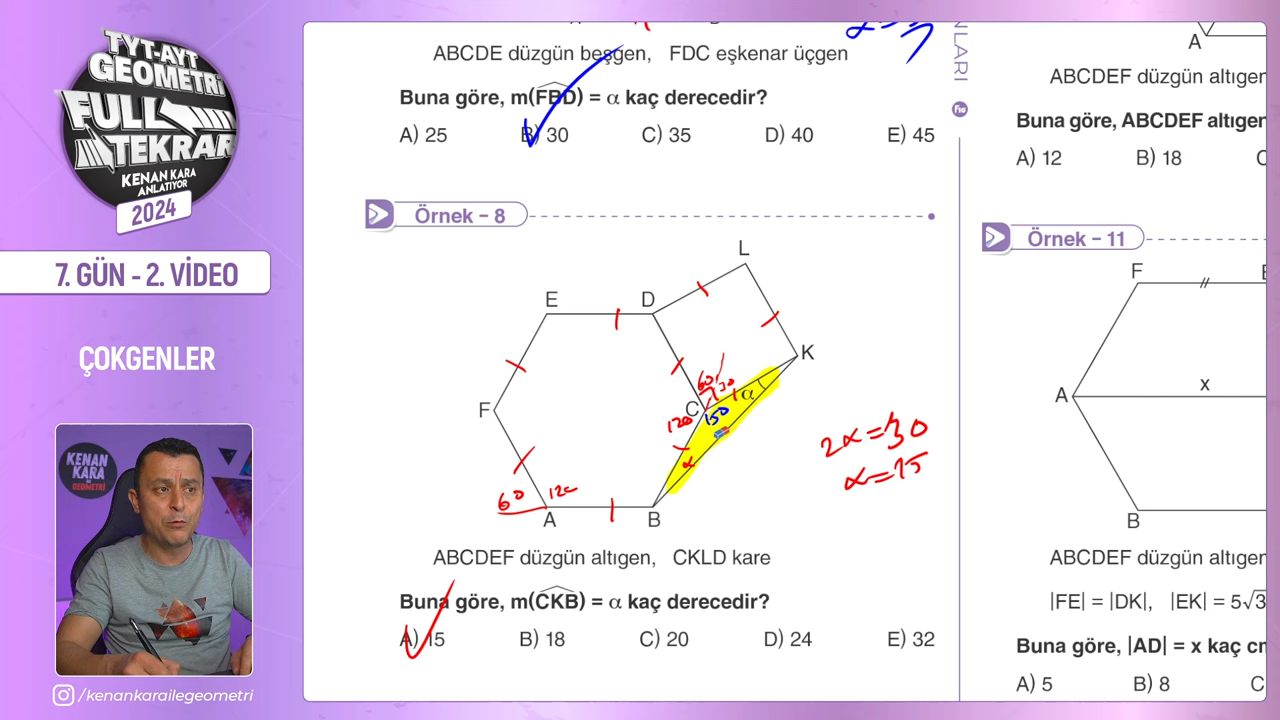 TYT-AYT
GEOMETRİ
FULL
TEKRAR
KENAN KARA
ANLATIYOR
2024
7. GÜN - 2. VİDEO
ÇOKGENLER
KENAN
KARA
GEOMETRİ
/kenankarailegeometri
ABCDE düzgün beşgen, FDC eşkenar üçgen
Buna göre, m(FBD) = α kaç derecedir?
A) 25 B) 30 C) 35 D) 40 E) 45
Örnek – 8
L
E D
K
60 30
α
F C
120 150
α
60 120
A B
2α=30
α=15
ABCDEF düzgün altıgen, CKLD kare
Buna göre, m(CKB) = α kaç derecedir?
A) 15 B) 18 C) 20 D) 24 E) 32
NLARI
A
ABCDEF düzgün altıgen
Buna göre, ABCDEF altıgen
A) 12 B) 18 C
Örnek – 11
F E
A x
B
ABCDEF düzgün altıgen
|FE| = |DK|, |EK| = 5√3
Buna göre, |AD| = x kaç cm
A) 5 B) 8 C